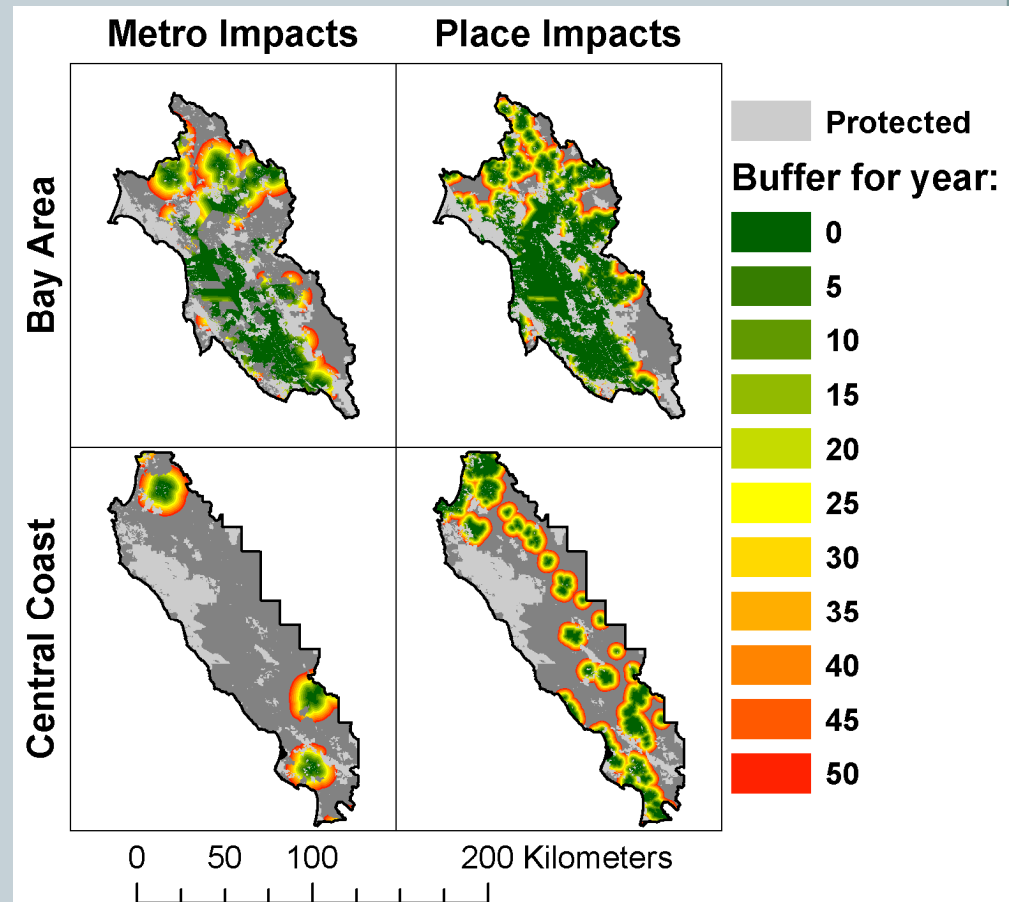 Metro Impacts
Place Impacts
Bay Area
Central Coast
Protected
Buffer for year:
0
5
10
15
20
25
30
35
40
45
50
0 50 100 200 Kilometers